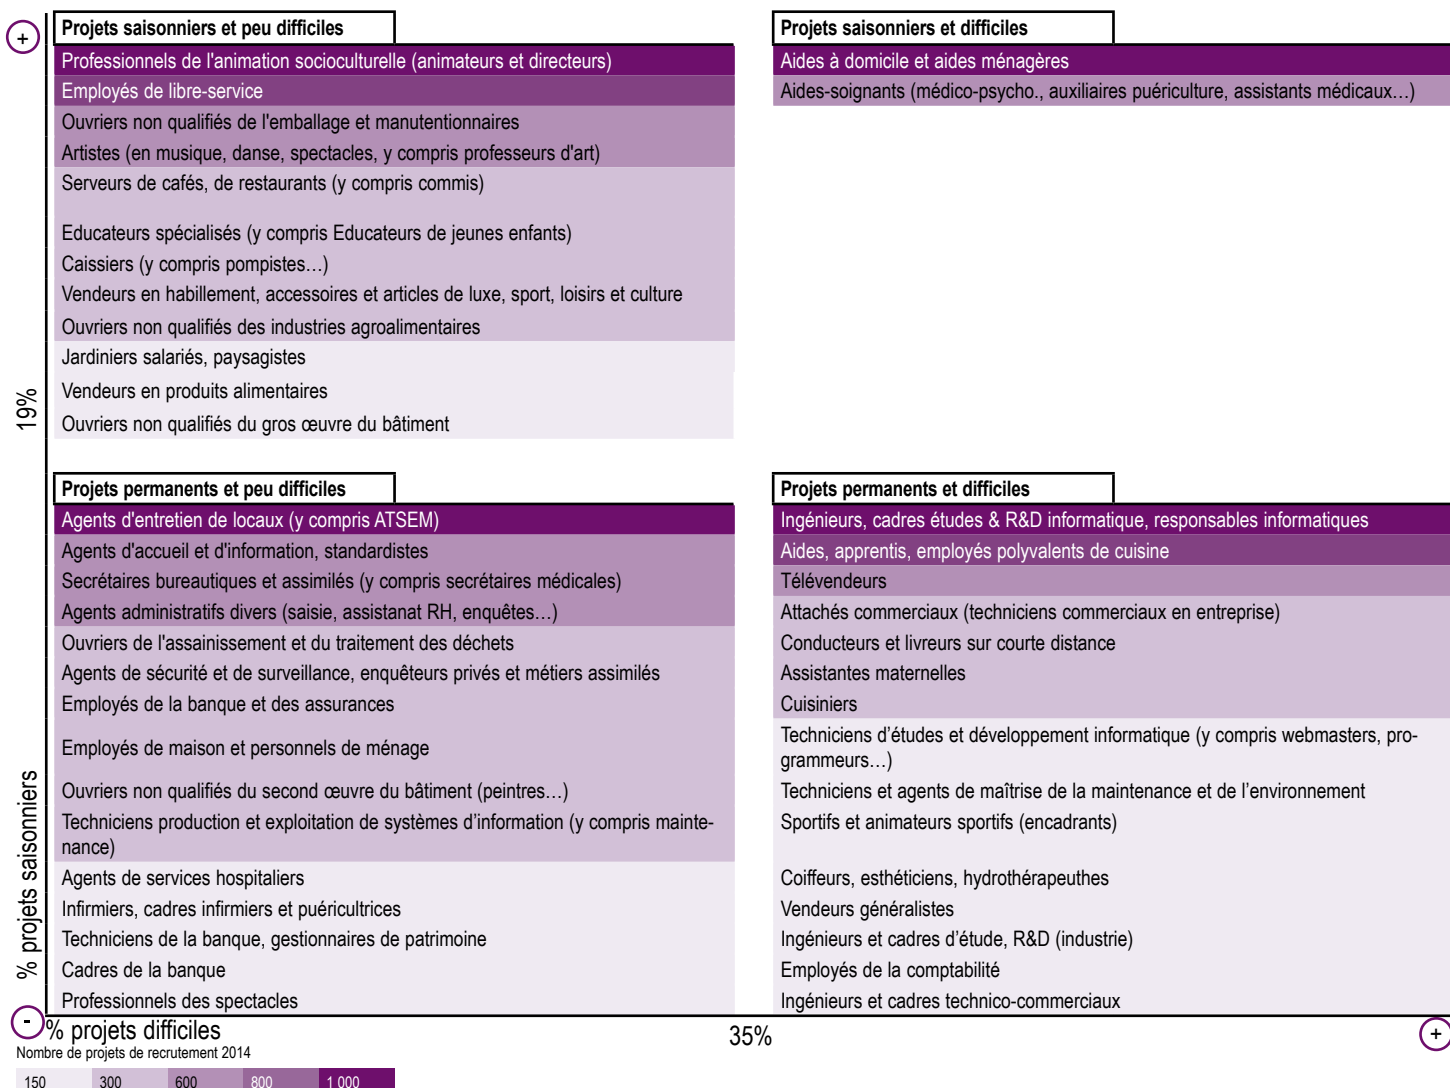 +
Projets saisonniers et peu difficiles
Professionnels de l'animation socioculturelle (animateurs et directeurs)
Employés de libre-service
Ouvriers non qualifiés de l'emballage et manutentionnaires
Artistes (en musique, danse, spectacles, y compris professeurs d'art)
Serveurs de cafés, de restaurants (y compris commis)
Educateurs spécialisés (y compris Educateurs de jeunes enfants)
Caissiers (y compris pompistes…)
Vendeurs en habillement, accessoires et articles de luxe, sport, loisirs et culture
Ouvriers non qualifiés des industries agroalimentaires
Jardiniers salariés, paysagistes
Vendeurs en produits alimentaires
Ouvriers non qualifiés du gros œuvre du bâtiment
Projets saisonniers et difficiles
Aides à domicile et aides ménagères
Aides-soignants (médico-psycho., auxiliaires puériculture, assistants médicaux…)
19%
Projets permanents et peu difficiles
Agents d'entretien de locaux (y compris ATSEM)
Agents d'accueil et d'information, standardistes
Secrétaires bureautiques et assimilés (y compris secrétaires médicales)
Agents administratifs divers (saisie, assistanat RH, enquêtes…)
Ouvriers de l'assainissement et du traitement des déchets
Agents de sécurité et de surveillance, enquêteurs privés et métiers assimilés
Employés de la banque et des assurances
Employés de maison et personnels de ménage
Ouvriers non qualifiés du second œuvre du bâtiment (peintres…)
Techniciens production et exploitation de systèmes d’information (y compris mainte-
nance)
Agents de services hospitaliers
Infirmiers, cadres infirmiers et puéricultrices
Techniciens de la banque, gestionnaires de patrimoine
Cadres de la banque
Professionnels des spectacles
Projets permanents et difficiles
Ingénieurs, cadres études & R&D informatique, responsables informatiques
Aides, apprentis, employés polyvalents de cuisine
Télévendeurs
Attachés commerciaux (techniciens commerciaux en entreprise)
Conducteurs et livreurs sur courte distance
Assistantes maternelles
Cuisiniers
Techniciens d’études et développement informatique (y compris webmasters, pro-
grammeurs…)
Techniciens et agents de maîtrise de la maintenance et de l’environnement
Sportifs et animateurs sportifs (encadrants)
Coiffeurs, esthéticiens, hydrothérapeuthes
Vendeurs généralistes
Ingénieurs et cadres d’étude, R&D (industrie)
Employés de la comptabilité
Ingénieurs et cadres technico-commerciaux
% projets saisonniers
-
% projets difficiles
35%
+
Nombre de projets de recrutement 2014
150 300 600 800 1 000